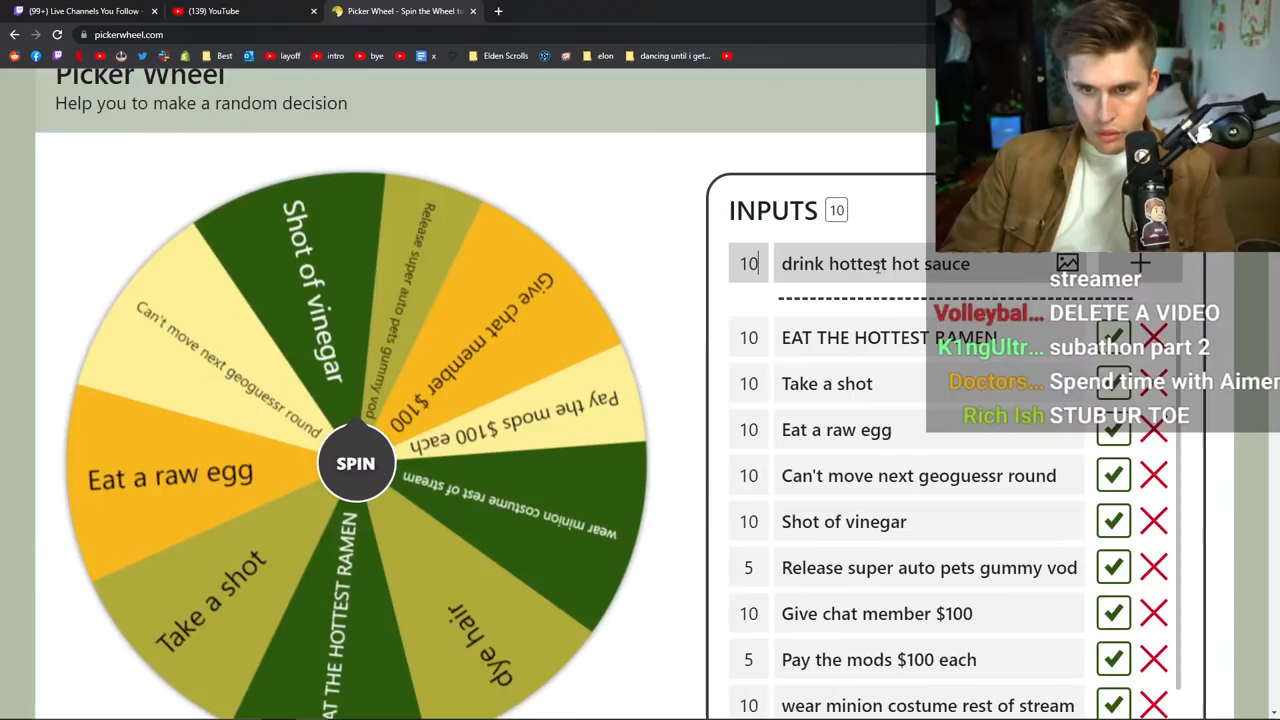 (99+) Live Channels You Follow -
(139) YouTube
Picker Wheel - Spin the Wheel to
pickerwheel.com
Best
layoff
intro
bye
x
Elden Scrolls
elon
dancing until i get...
Picker Wheel
Help you to make a random decision
Shot of vinegar
Release super auto pets gummy vod
Give chat member $100
Pay the mods $100 each
wear minion costume rest of stream
dye hair
AT THE HOTTEST RAMEN
Take a shot
Eat a raw egg
Can't move next geoguessr round
SPIN
INPUTS 10
10 drink hottest hot sauce
10 EAT THE HOTTEST RAMEN
10 Take a shot
10 Eat a raw egg
10 Can't move next geoguessr round
10 Shot of vinegar
5 Release super auto pets gummy vod
10 Give chat member $100
5 Pay the mods $100 each
10 wear minion costume rest of stream
streamer
Volleybal... DELETE A VIDEO
K1ngUltr... subathon part 2
Doctors... Spend time with Aimer
Rich Ish STUB UR TOE